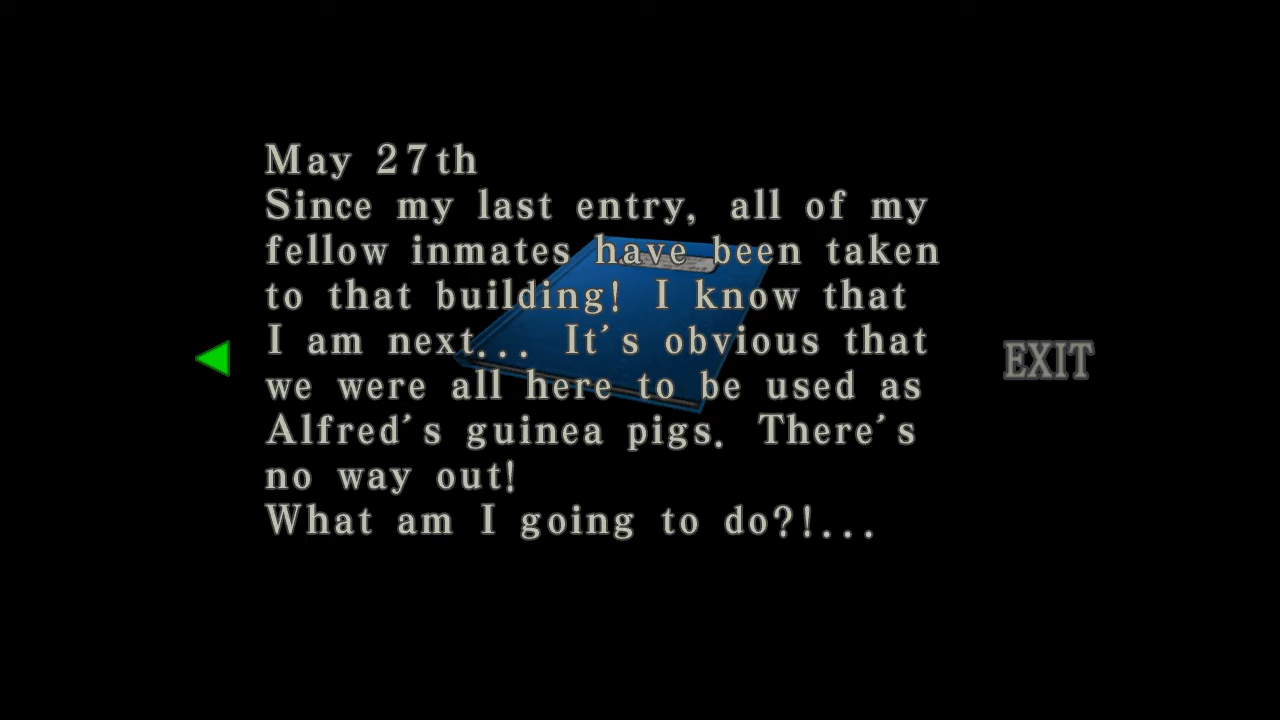 May 27th
Since my last entry, all of my
fellow inmates have been taken
to that building! I know that
I am next... It's obvious that
we were all here to be used as
Alfred's guinea pigs. There's
no way out!
What am I going to do?!...
EXIT